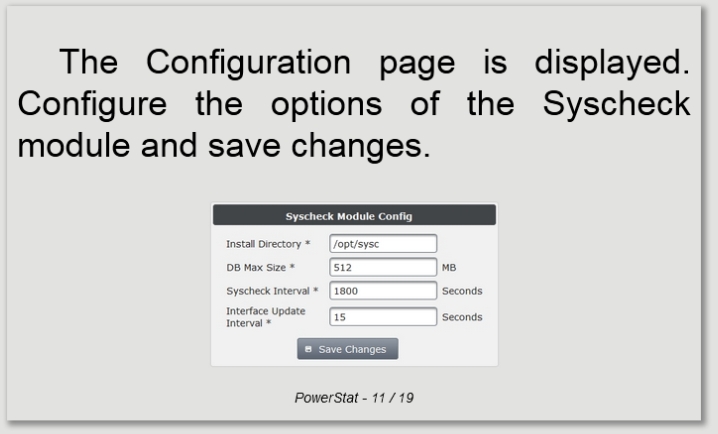 The Configuration page is displayed.
Configure the options of the Syscheck
module and save changes.
Syscheck Module Config
Install Directory * /opt/sysc
DB Max Size * 512 MB
Syscheck Interval * 1800 Seconds
Interface Update
Interval * 15 Seconds
Save Changes
PowerStat - 11 / 19